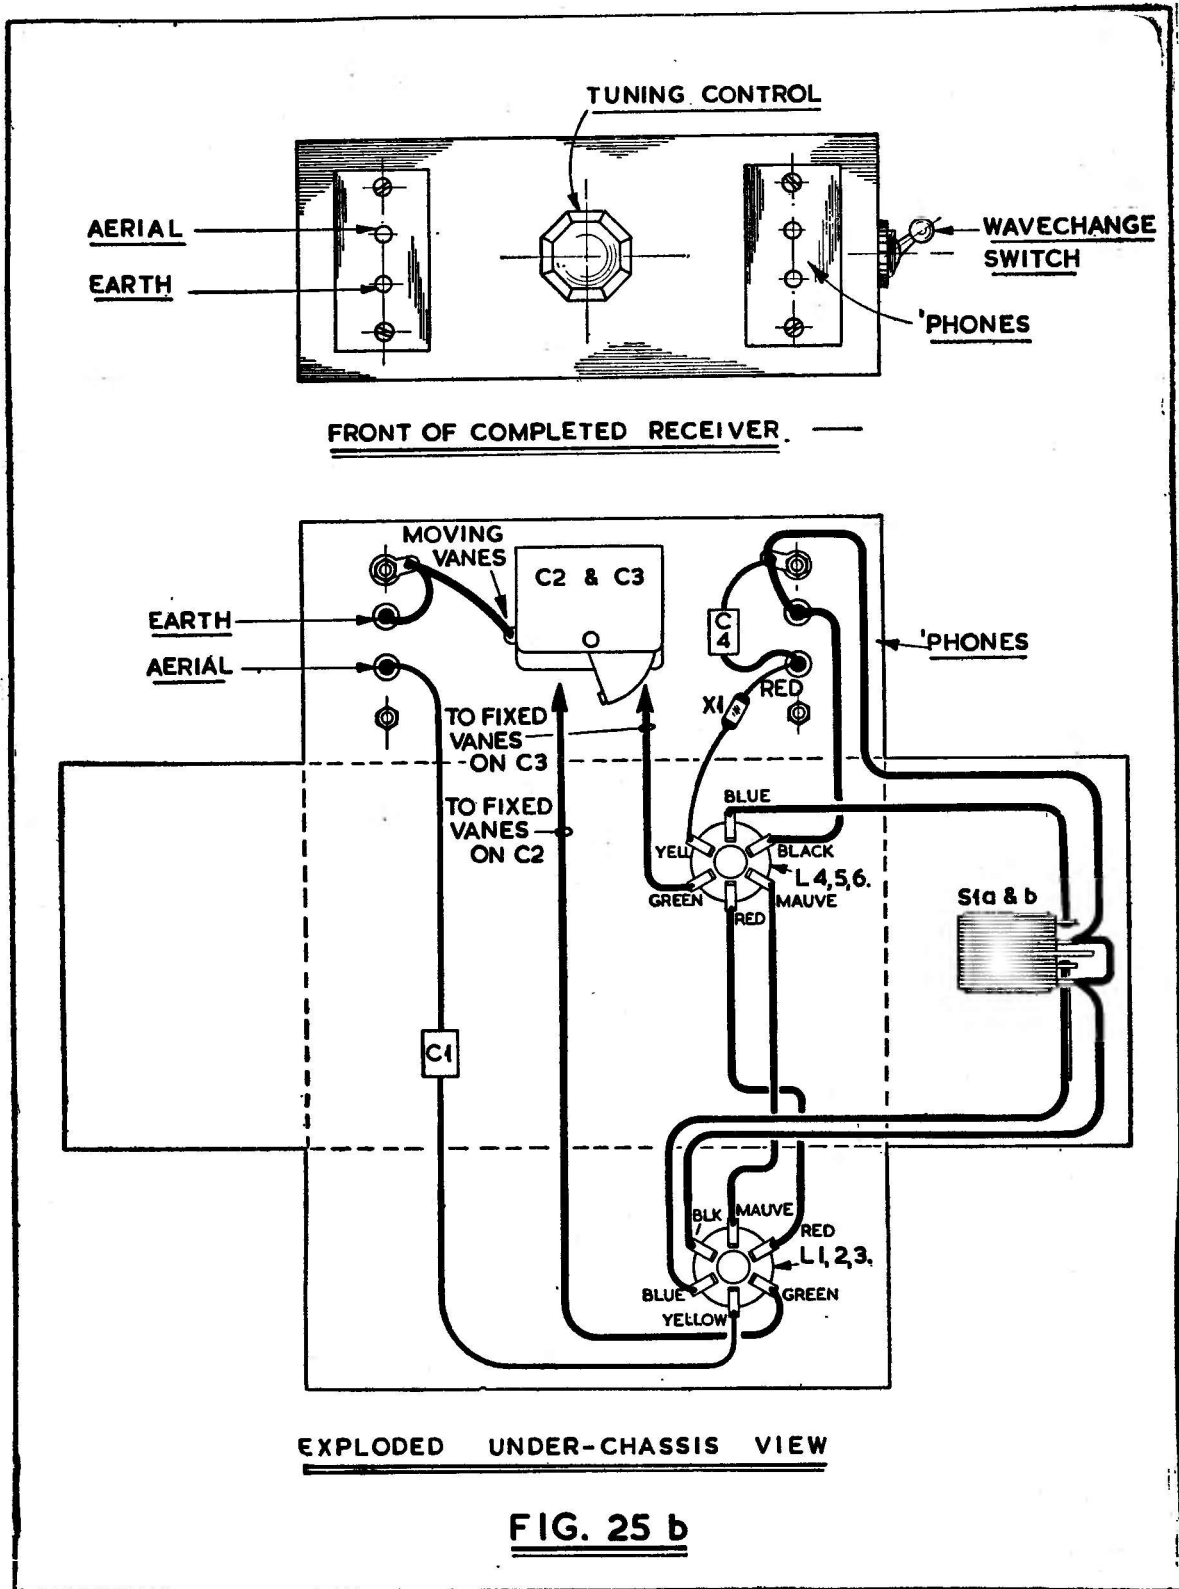 TUNING CONTROL
AERIAL
EARTH
WAVECHANGE
SWITCH
'PHONES
FRONT OF COMPLETED RECEIVER.
MOVING
VANES
C2 & C3
EARTH
AERIAL
C
4
'PHONES
RED
X1
TO FIXED
VANES
ON C3
TO FIXED
VANES
ON C2
BLUE
YELL
BLACK
L4,5,6.
GREEN
MAUVE
RED
S1a & b
C1
BLK
MAUVE
RED
L1,2,3.
BLUE
GREEN
YELLOW
EXPLODED UNDER-CHASSIS VIEW
FIG. 25 b